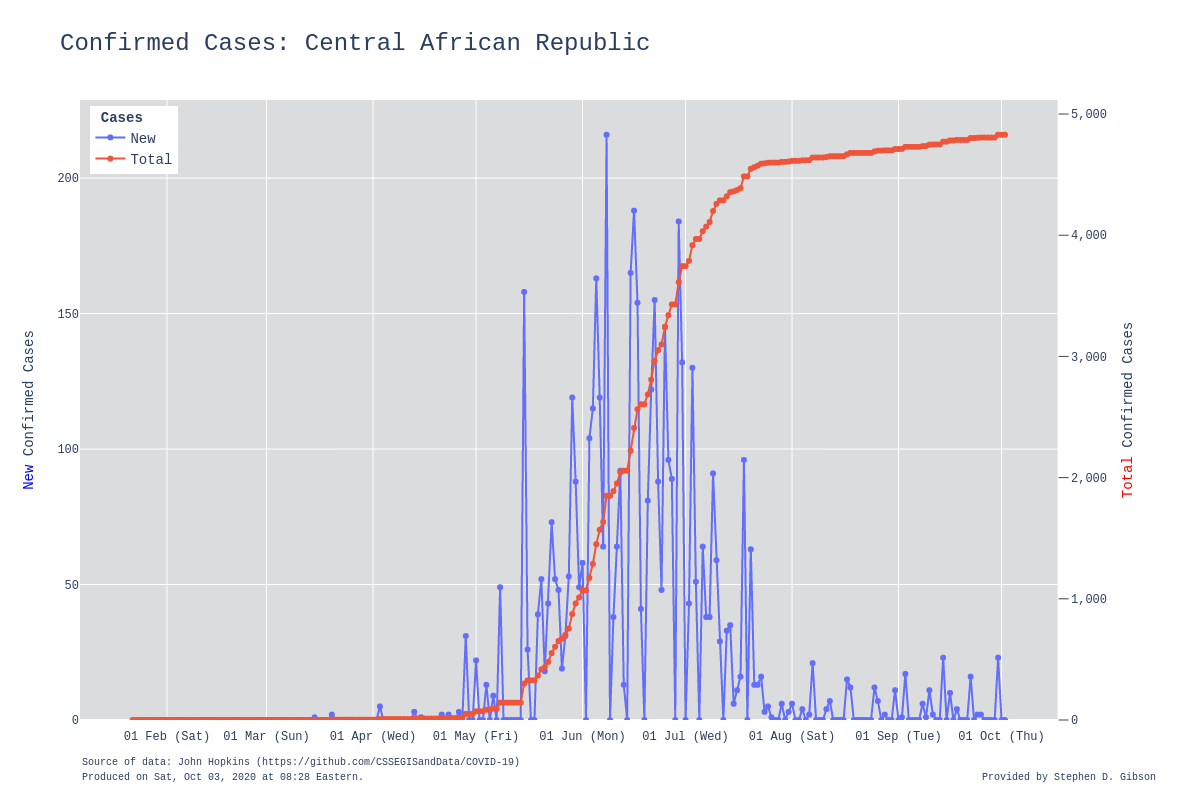 Confirmed Cases: Central African Republic
Cases
New
Total
200
150
100
50
0
5,000
4,000
3,000
2,000
1,000
0
New Confirmed Cases
Total Confirmed Cases
01 Feb (Sat) 01 Mar (Sun) 01 Apr (Wed) 01 May (Fri) 01 Jun (Mon) 01 Jul (Wed) 01 Aug (Sat) 01 Sep (Tue) 01 Oct (Thu)
Source of data: John Hopkins (https://github.com/CSSEGISandData/COVID-19)
Produced on Sat, Oct 03, 2020 at 08:28 Eastern.
Provided by Stephen D. Gibson